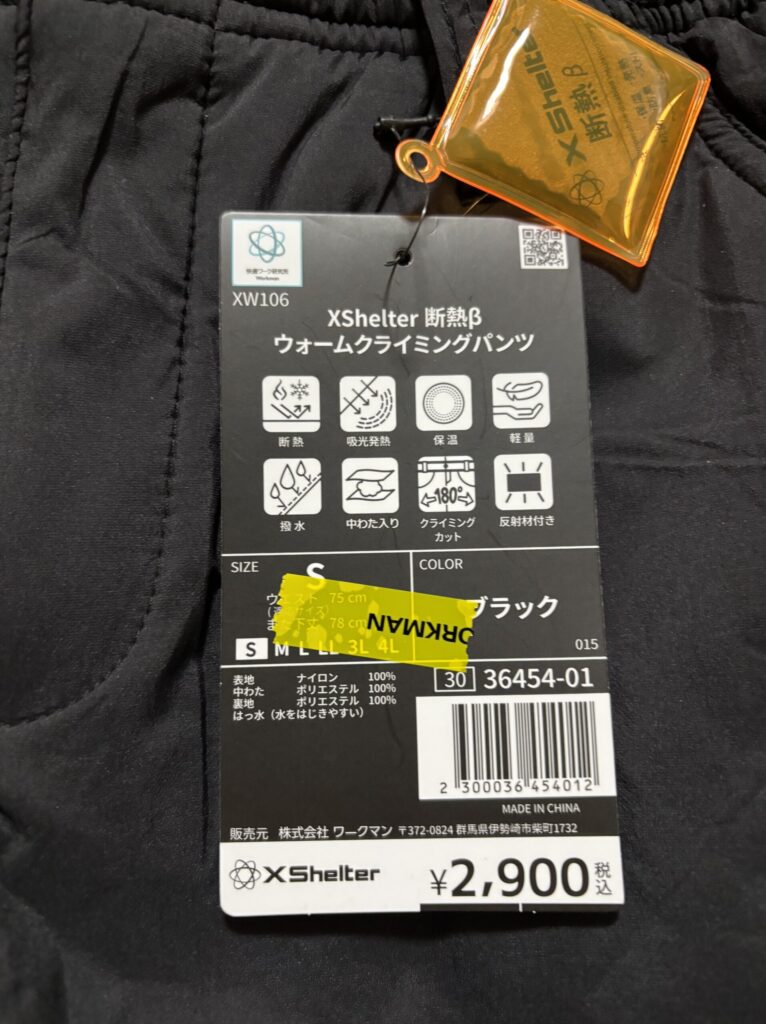 XShelter
断熱β
快適ワーク研究所
Workman
XW106
XShelter 断熱β
ウォームクライミングパンツ
断熱
吸光発熱
保温
軽量
撥水
中わた入り
180°
クライミングカット
反射材付き
SIZE
S
75 cm
また下丈 78 cm
S M L LL 3L 4L
WORKMAN
COLOR
ブラック
015
表地 ナイロン 100%
中わた ポリエステル 100%
裏地 ポリエステル 100%
はっ水（水をはじきやすい）
30 36454-01
2 300036 454012
MADE IN CHINA
販売元 株式会社 ワークマン 〒372-0824 群馬県伊勢崎市柴町1732
XShelter
¥2,900 税込